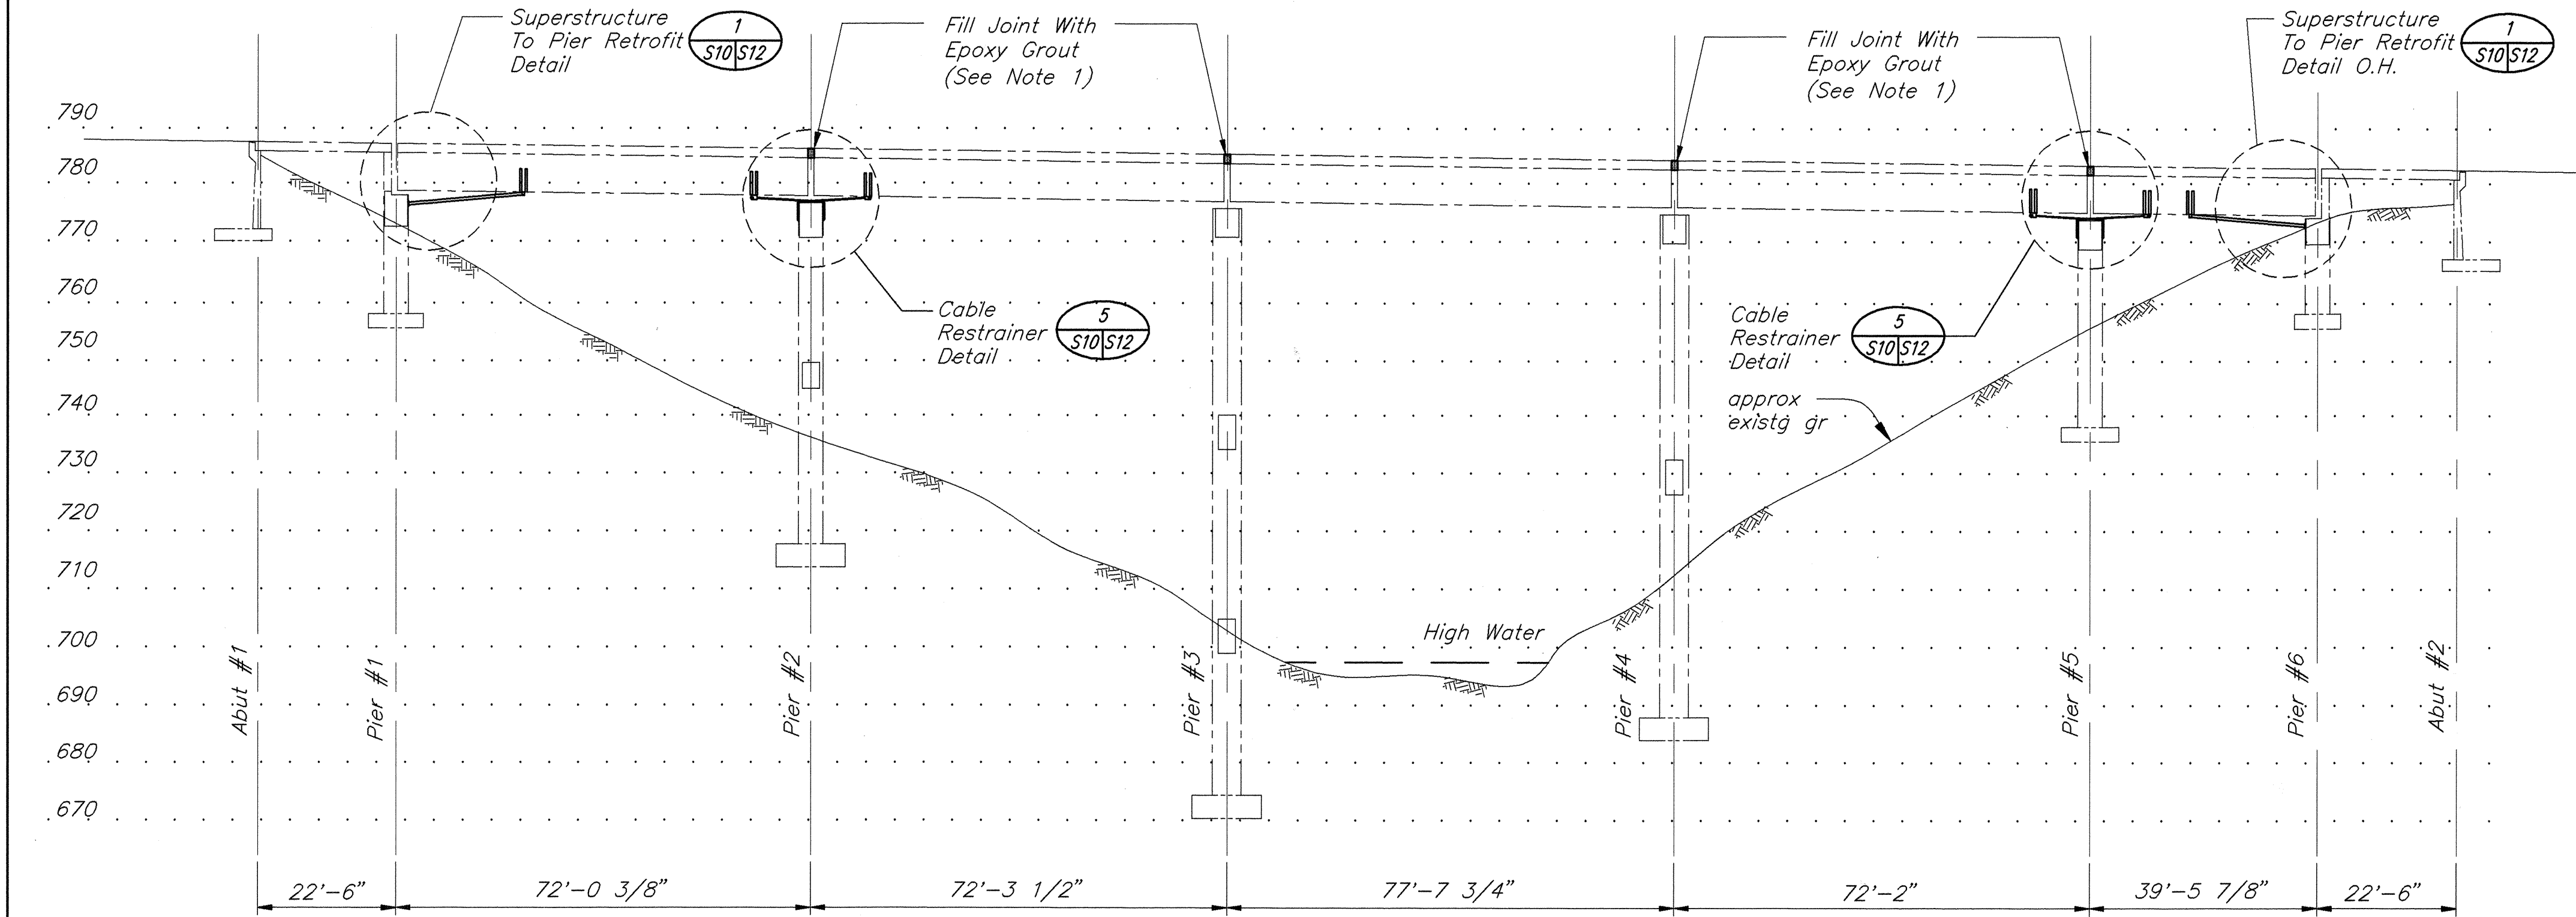 Superstructure
To Pier Retrofit
Detail
1
S10 S12
Fill Joint With
Epoxy Grout
(See Note 1)
Fill Joint With
Epoxy Grout
(See Note 1)
Superstructure
To Pier Retrofit
Detail O.H.
1
S10 S12
790
780
770
760
750
740
730
720
710
700
690
680
670
Cable
Restrainer
Detail
5
S10 S12
Cable
Restrainer
Detail
5
S10 S12
approx
existg gr
High Water
Abut #1
Pier #1
Pier #2
Pier #3
Pier #4
Pier #5
Pier #6
Abut #2
22'-6"
72'-0 3/8"
72'-3 1/2"
77'-7 3/4"
72'-2"
39'-5 7/8"
22'-6"